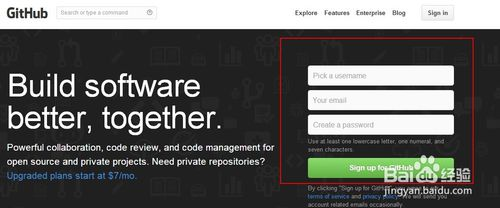 GitHub
Search or type a command
Explore Features Enterprise Blog Sign in
Build software
better, together.
Powerful collaboration, code review, and code management for
open source and private projects. Need private repositories?
Upgraded plans start at $7/mo.
Pick a username
Your email
Create a password
Use at least one lowercase letter, one numeral, and
seven characters.
Sign up for GitHub
By clicking "Sign up for GitHub",
terms of service and privacy policy. We will send you
account related emails occasionally.
Baidu 经验
jingyan.baidu.com